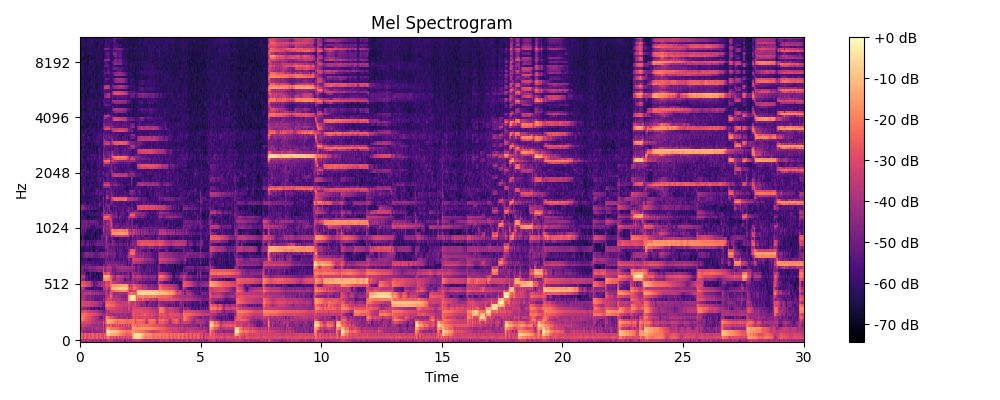 Mel Spectrogram
+0 dB
8192
-10 dB
4096
-20 dB
-30 dB
2048
Hz
-40 dB
1024
-50 dB
512
-60 dB
-70 dB
0
0 5 10 15 20 25 30
Time